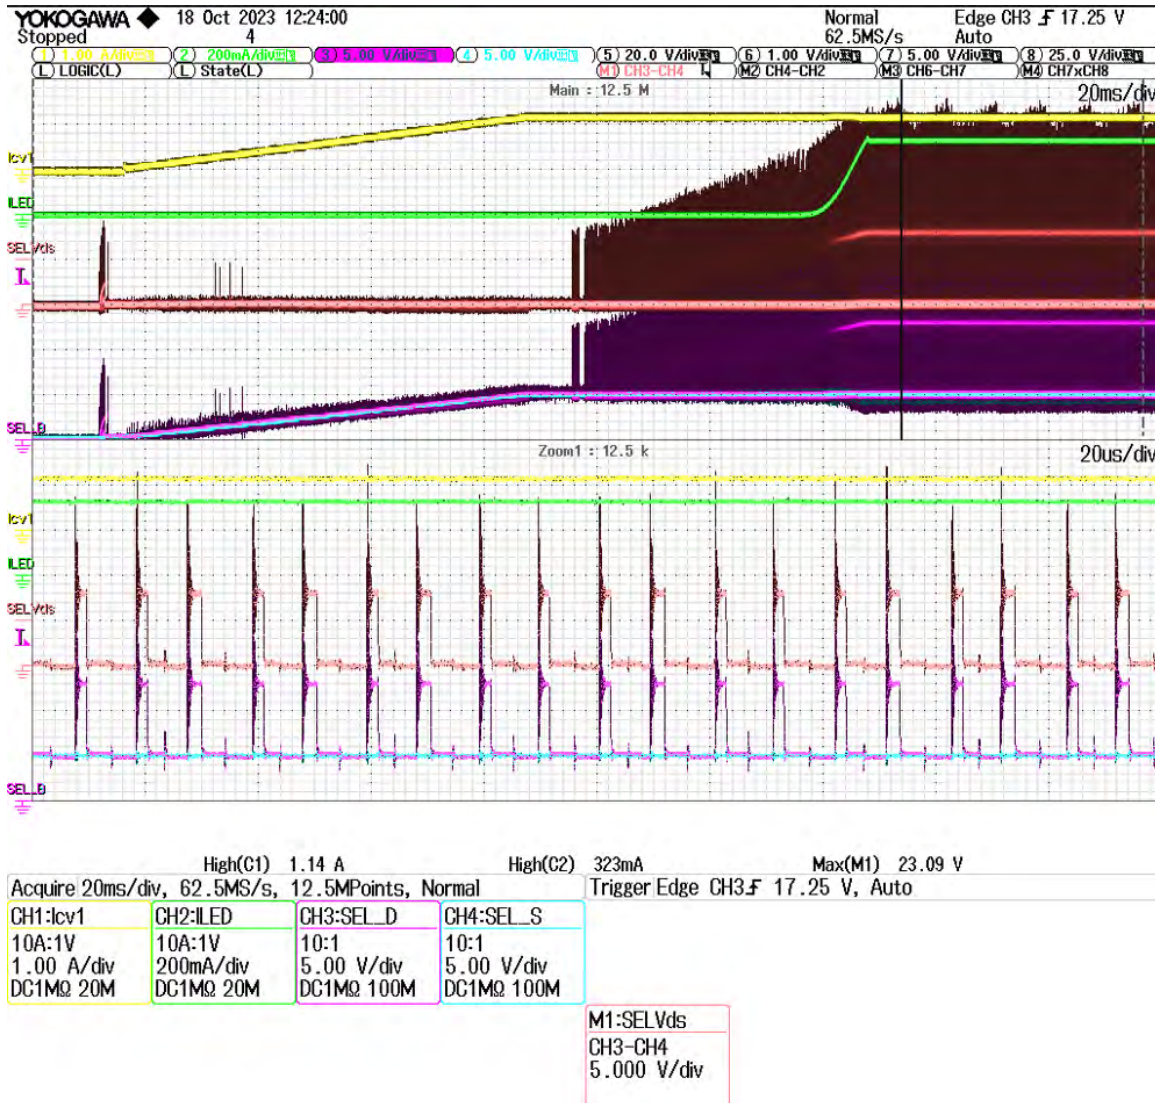 YOKOGAWA ◆ 18 Oct 2023 12:24:00 Normal Edge CH3 ⨍ 17.25 V
Stopped 4 62.5MS/s Auto
1 1.00 A/div 2 200mA/div 3 5.00 V/div 4 5.00 V/div 5 20.0 V/div 6 1.00 V/div 7 5.00 V/div 8 25.0 V/div
L LOGIC(L) L State(L) M1 CH3-CH4 M2 CH4-CH2 M3 CH6-CH7 M4 CH7xCH8
Main : 12.5 M 20ms/div
Icv1
ILED
SELVds
SEL_D
Zoom1 : 12.5 k 20us/div
Icv1
ILED
SELVds
SEL_D
High(C1) 1.14 A High(C2) 323mA Max(M1) 23.09 V
Acquire 20ms/div, 62.5MS/s, 12.5MPoints, Normal Trigger Edge CH3 ⨍ 17.25 V, Auto
CH1:Icv1 CH2:ILED CH3:SEL_D CH4:SEL_S
10A:1V 10A:1V 10:1 10:1
1.00 A/div 200mA/div 5.00 V/div 5.00 V/div
DC1MΩ 20M DC1MΩ 20M DC1MΩ 100M DC1MΩ 100M
M1:SELVds
CH3-CH4
5.000 V/div